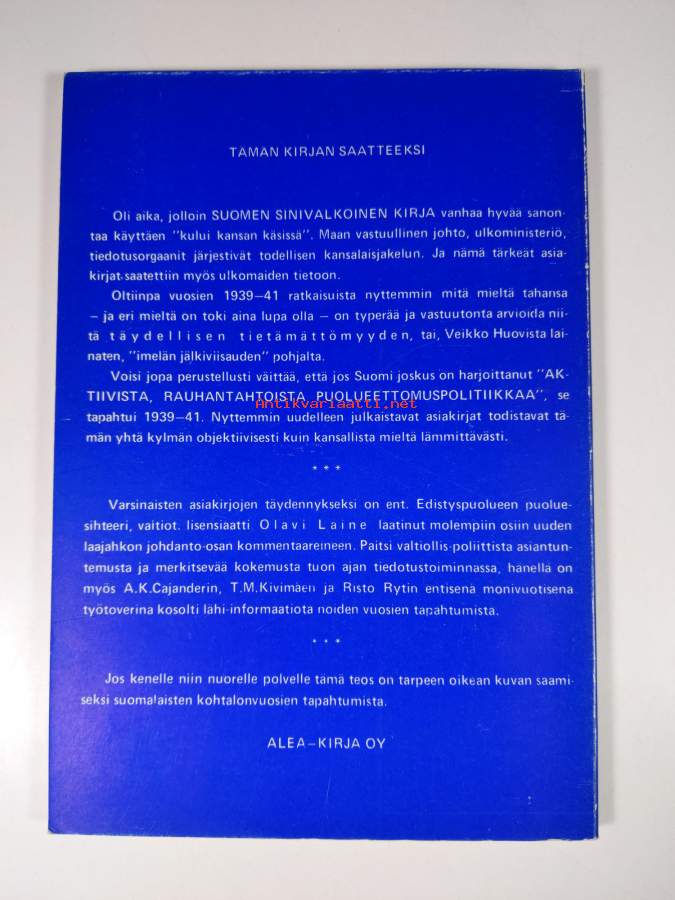 TÄMÄN KIRJAN SAATTEEKSI
Oli aika, jolloin SUOMEN SINIVALKOINEN KIRJA vanhaa hyvää sanon-
taa käyttäen "kului kansan käsissä". Maan vastuullinen johto, ulkoministeriö,
tiedotusorgaanit järjestivät todellisen kansalaisjakelun. Ja nämä tärkeät asia-
kirjat saatettiin myös ulkomaiden tietoon.
Oltiinpa vuosien 1939—41 ratkaisuista nyttemmin mitä mieltä tahansa
— ja eri mieltä on toki aina lupa olla — on typerää ja vastuutonta arvioida nii-
tä täydellisen tietämättömyyden, tai, Veikko Huovista lai-
naten, "imelän jälkiviisauden" pohjalta.
Voisi jopa perustellusti väittää, että jos Suomi joskus on harjoittanut "AK-
TIIVISTA, RAUHANTAHTOISTA PUOLUEETTOMUUSPOLITIIKKAA", se
Antikvariaatti.net
tapahtui 1939—41. Nyttemmin uudelleen julkaistavat asiakirjat todistavat tä-
män yhtä kylmän objektiivisesti kuin kansallista mieltä lämmittävästi.
* * *
Varsinaisten asiakirjojen täydennykseksi on ent. Edistyspuolueen puolue-
sihteeri, valtiot. lisensiaatti Olavi Laine laatinut molempiin osiin uuden
laajahkon johdanto-osan kommentaareineen. Paitsi valtiollis-poliittista asiantun-
temusta ja merkitsevää kokemusta tuon ajan tiedotustoiminnassa, hänellä on
myös A.K.Cajanderin, T.M.Kivimäen ja Risto Rytin entisenä monivuotisena
työtoverina kosolti lähi-informaatiota noiden vuosien tapahtumista.
* * *
Jos kenelle niin nuorelle polvelle tämä teos on tarpeen oikean kuvan saami-
seksi suomalaisten kohtalonvuosien tapahtumista.
ALEA—KIRJA OY